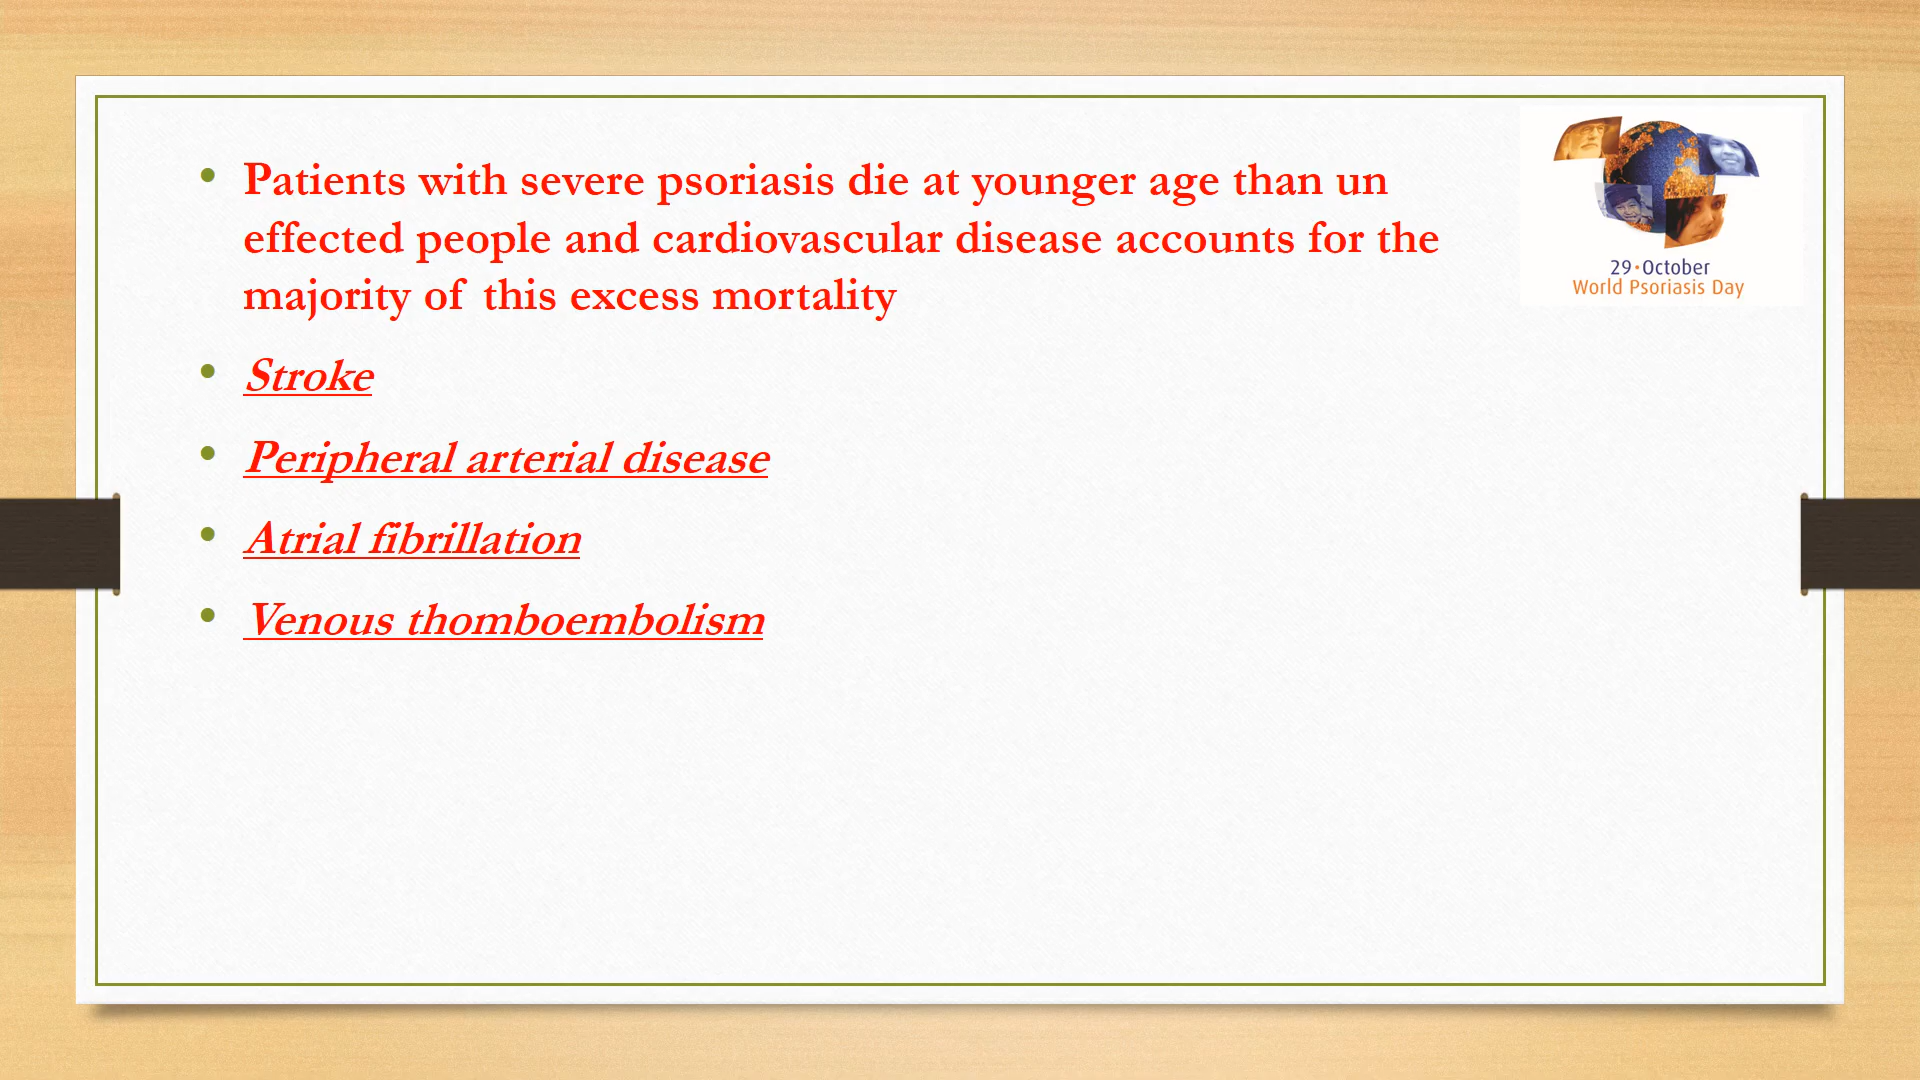 • Patients with severe psoriasis die at younger age than un
effected people and cardiovascular disease accounts for the
majority of this excess mortality
• Stroke
• Peripheral arterial disease
• Atrial fibrillation
• Venous thomboembolism
29·October
World Psoriasis Day